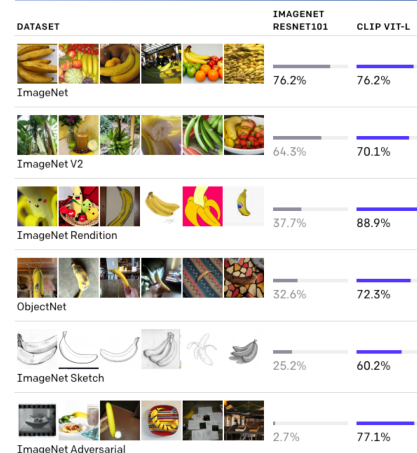 DATASET
IMAGENET
RESNET101
CLIP VIT-L
76.2%
76.2%
ImageNet
64.3%
70.1%
ImageNet V2
37.7%
88.9%
ImageNet Rendition
32.6%
72.3%
ObjectNet
25.2%
60.2%
ImageNet Sketch
2.7%
77.1%
ImageNet Adversarial